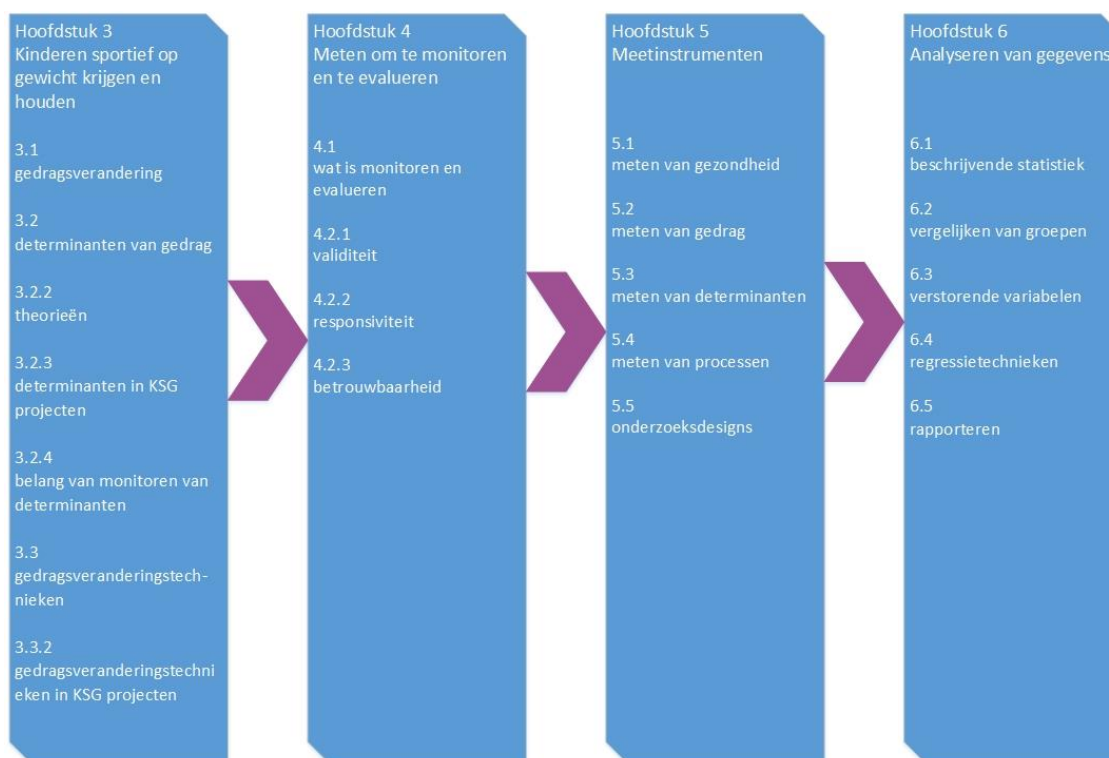 Hoofdstuk 3
Kinderen sportief op
gewicht krijgen en
houden
3.1
gedragsverandering
3.2
determinanten van gedrag
3.2.2
theorieën
3.2.3
determinanten in KSG
projecten
3.2.4
belang van monitoren van
determinanten
3.3
gedragsveranderingstech-
nieken
3.3.2
gedragsveranderingstechni
eken in KSG projecten
Hoofdstuk 4
Meten om te monitoren
en te evalueren
4.1
wat is monitoren en
evalueren
4.2.1
validiteit
4.2.2
responsiviteit
4.2.3
betrouwbaarheid
Hoofdstuk 5
Meetinstrumenten
5.1
meten van gezondheid
5.2
meten van gedrag
5.3
meten van determinanten
5.4
meten van processen
5.5
onderzoeksdesigns
Hoofdstuk 6
Analyseren van gegevens
6.1
beschrijvende statistiek
6.2
vergelijken van groepen
6.3
verstorende variabelen
6.4
regressietechnieken
6.5
rapporteren